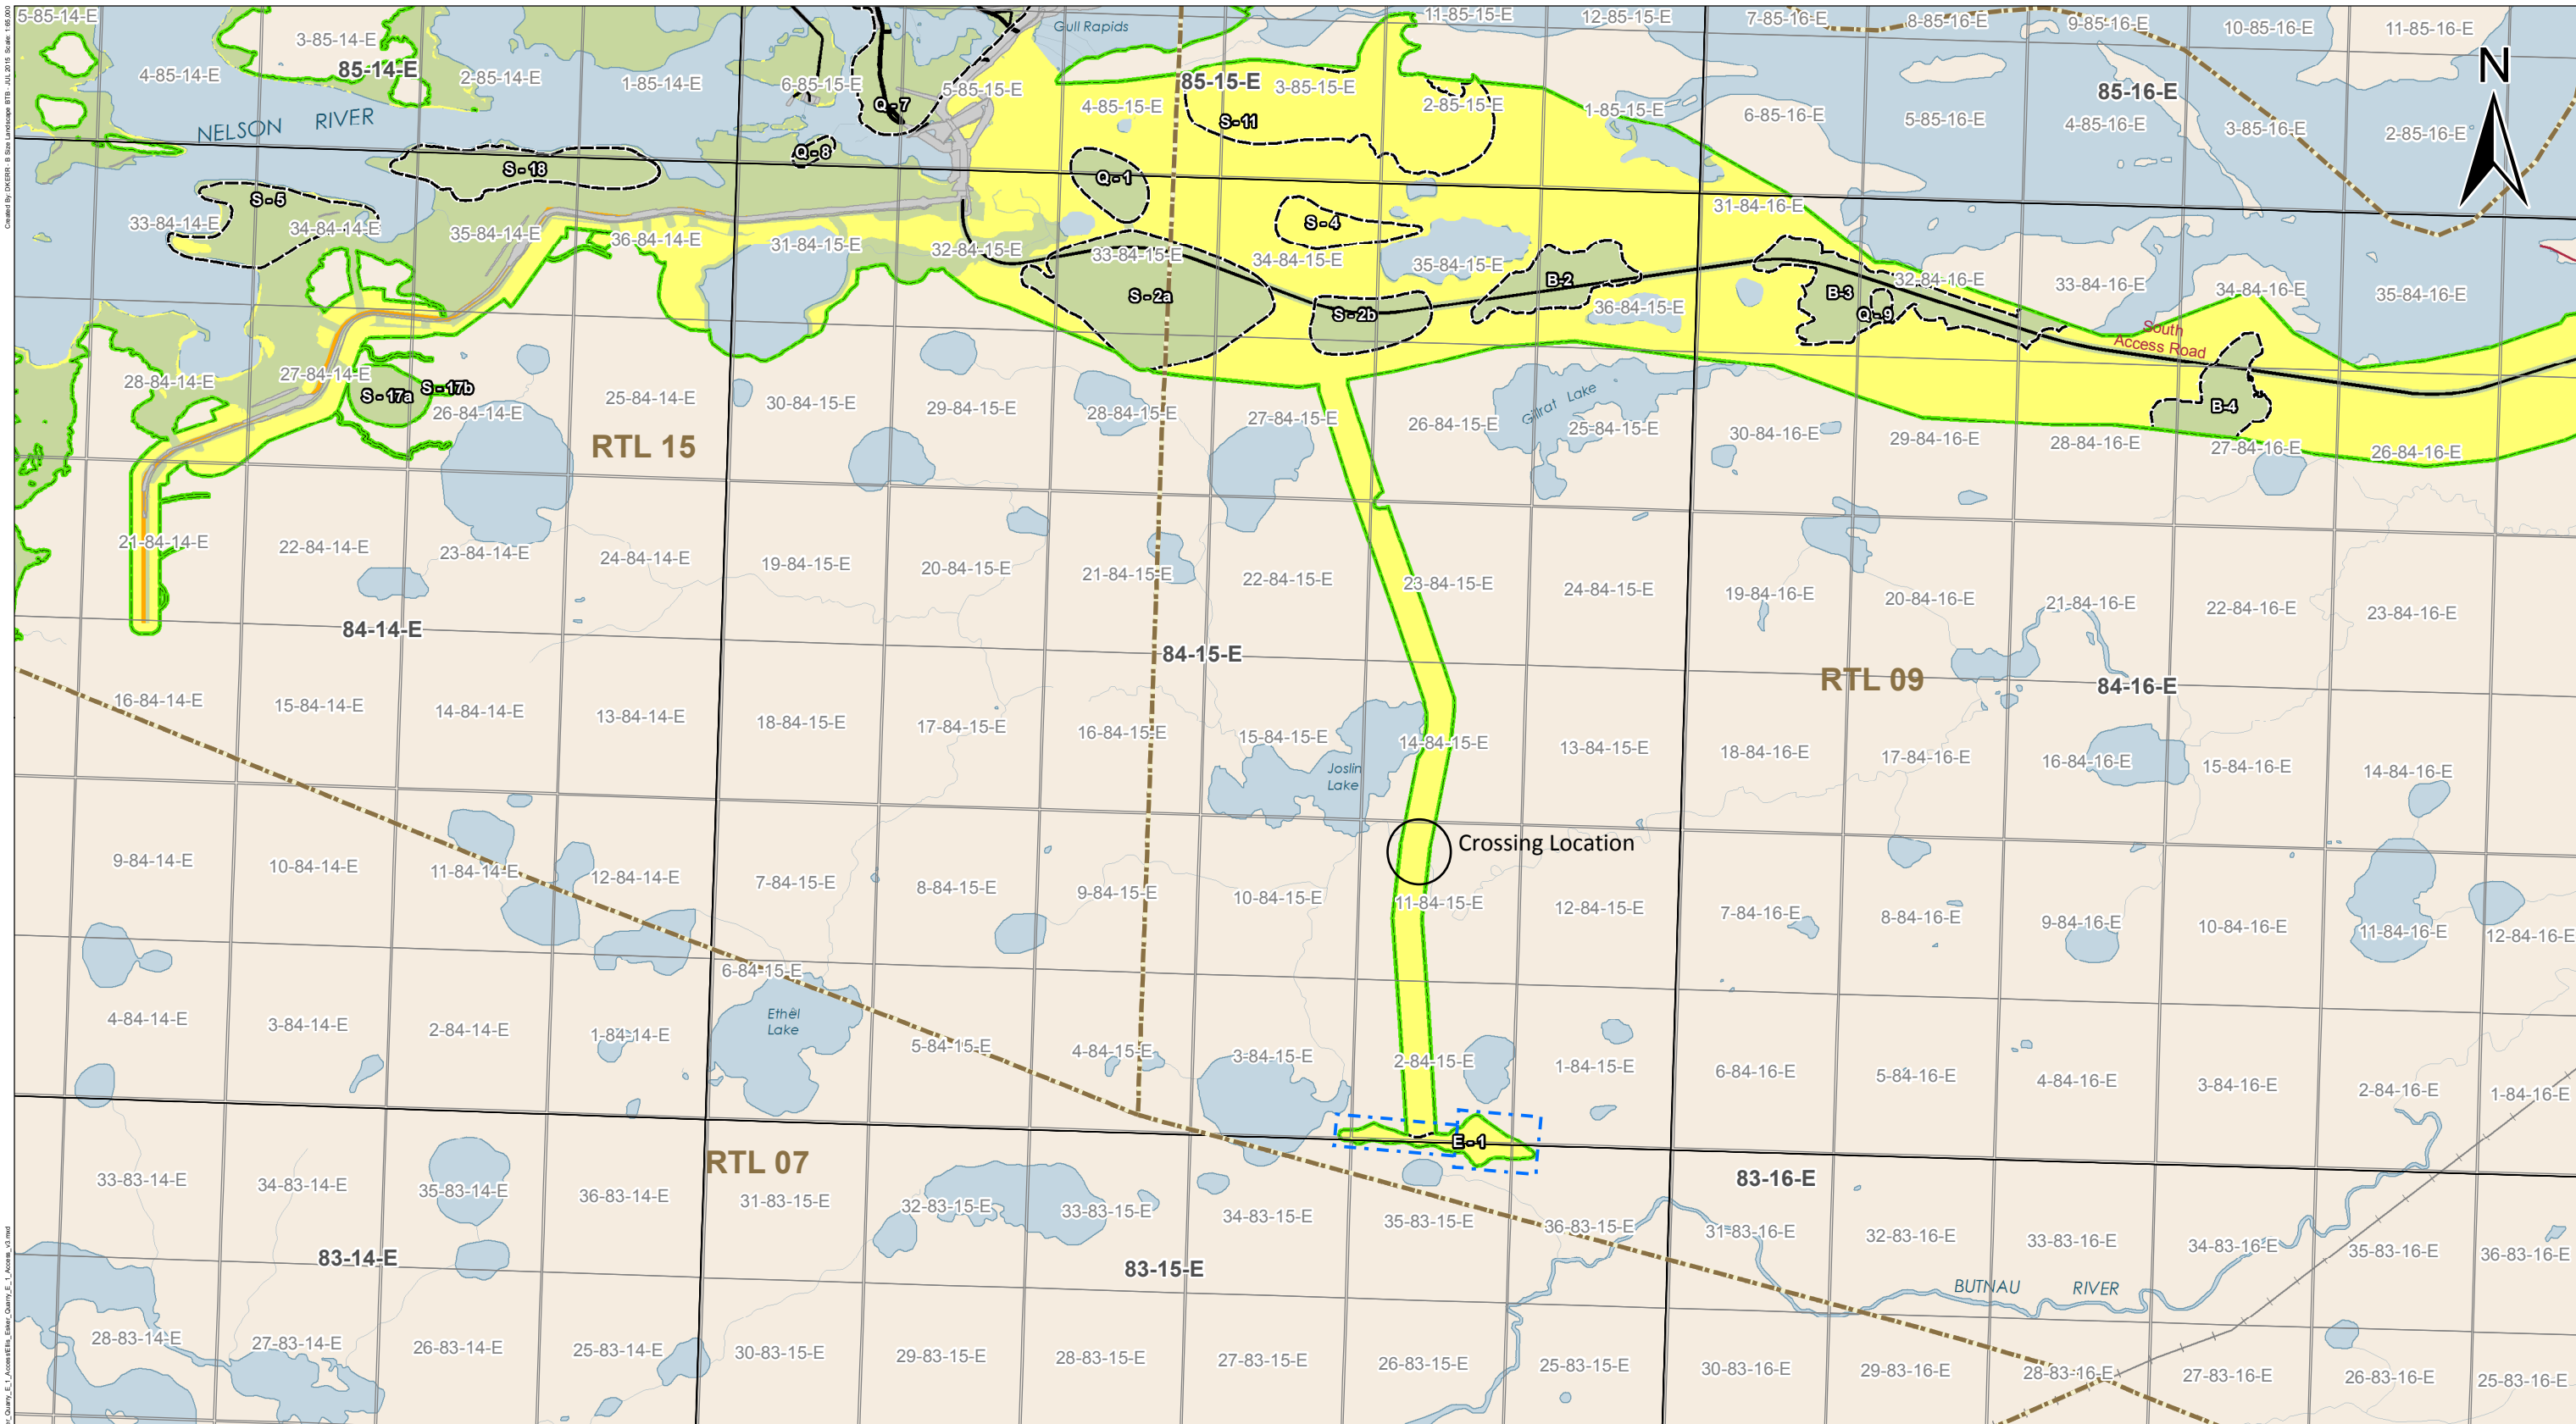 5-85-14-E
3-85-14-E
85-14-E
4-85-14-E
2-85-14-E
1-85-14-E
6-85-15-E
5-85-15-E
Gull Rapids
4-85-15-E
85-15-E
3-85-15-E
11-85-15-E
2-85-15-E
12-85-15-E
1-85-15-E
7-85-16-E
8-85-16-E
9-85-16-E
10-85-16-E
11-85-16-E
85-16-E
6-85-16-E
5-85-16-E
4-85-16-E
3-85-16-E
2-85-16-E
N
NELSON RIVER
Q - 7
Q - 8
S - 11
Q - 1
S - 18
S - 5
S - 4
33-84-14-E
34-84-14-E
35-84-14-E
36-84-14-E
31-84-15-E
32-84-15-E
33-84-15-E
34-84-15-E
35-84-15-E
36-84-15-E
31-84-16-E
32-84-16-E
33-84-16-E
34-84-16-E
35-84-16-E
S - 2a
S - 2b
B-2
B-3
Q - 9
South
Access Road
B-4
28-84-14-E
27-84-14-E
S - 17a
S - 17b
26-84-14-E
25-84-14-E
30-84-15-E
29-84-15-E
28-84-15-E
27-84-15-E
26-84-15-E
Gillrat Lake
25-84-15-E
30-84-16-E
29-84-16-E
28-84-16-E
27-84-16-E
26-84-16-E
RTL 15
21-84-14-E
22-84-14-E
23-84-14-E
24-84-14-E
19-84-15-E
20-84-15-E
21-84-15-E
22-84-15-E
23-84-15-E
24-84-15-E
19-84-16-E
20-84-16-E
21-84-16-E
22-84-16-E
23-84-16-E
84-14-E
84-15-E
RTL 09
84-16-E
16-84-14-E
15-84-14-E
14-84-14-E
13-84-14-E
18-84-15-E
17-84-15-E
16-84-15-E
15-84-15-E
14-84-15-E
13-84-15-E
18-84-16-E
17-84-16-E
16-84-16-E
15-84-16-E
14-84-16-E
Joslin
Lake
Crossing Location
9-84-14-E
10-84-14-E
11-84-14-E
12-84-14-E
7-84-15-E
8-84-15-E
9-84-15-E
10-84-15-E
11-84-15-E
12-84-15-E
7-84-16-E
8-84-16-E
9-84-16-E
10-84-16-E
11-84-16-E
12-84-16-E
4-84-14-E
3-84-14-E
2-84-14-E
1-84-14-E
6-84-15-E
Ethel
Lake
5-84-15-E
4-84-15-E
3-84-15-E
2-84-15-E
1-84-15-E
6-84-16-E
5-84-16-E
4-84-16-E
3-84-16-E
2-84-16-E
1-84-16-E
E - 1
RTL 07
83-16-E
33-83-14-E
34-83-14-E
35-83-14-E
36-83-14-E
31-83-15-E
32-83-15-E
33-83-15-E
34-83-15-E
35-83-15-E
36-83-15-E
31-83-16-E
32-83-16-E
33-83-16-E
34-83-16-E
35-83-16-E
36-83-16-E
83-14-E
83-15-E
BUTNAU RIVER
28-83-14-E
27-83-14-E
26-83-14-E
25-83-14-E
30-83-15-E
29-83-15-E
28-83-15-E
27-83-15-E
26-83-15-E
25-83-15-E
30-83-16-E
29-83-16-E
28-83-16-E
27-83-16-E
26-83-16-E
25-83-16-E
Created By: DKERR - B Size Landscape BTB - JUL 2015 Scale: 1:65,000